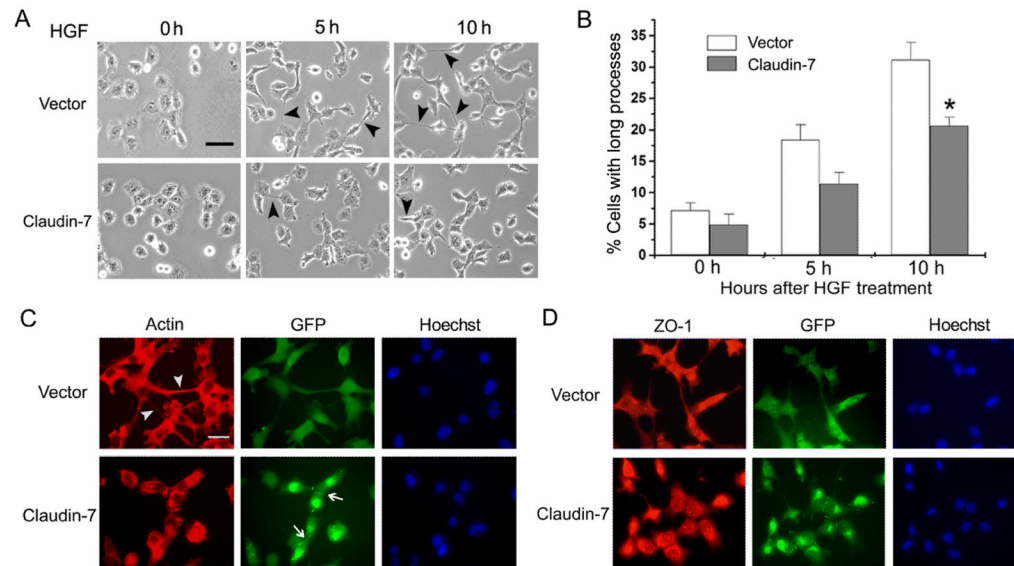 A
HGF 0 h 5 h 10 h
Vector
Claudin-7
B
% Cells with long processes
35
30
25
20
15
10
5
0
Vector
Claudin-7
*
0 h 5 h 10 h
Hours after HGF treatment
C
Actin GFP Hoechst
Vector
Claudin-7
D
ZO-1 GFP Hoechst
Vector
Claudin-7